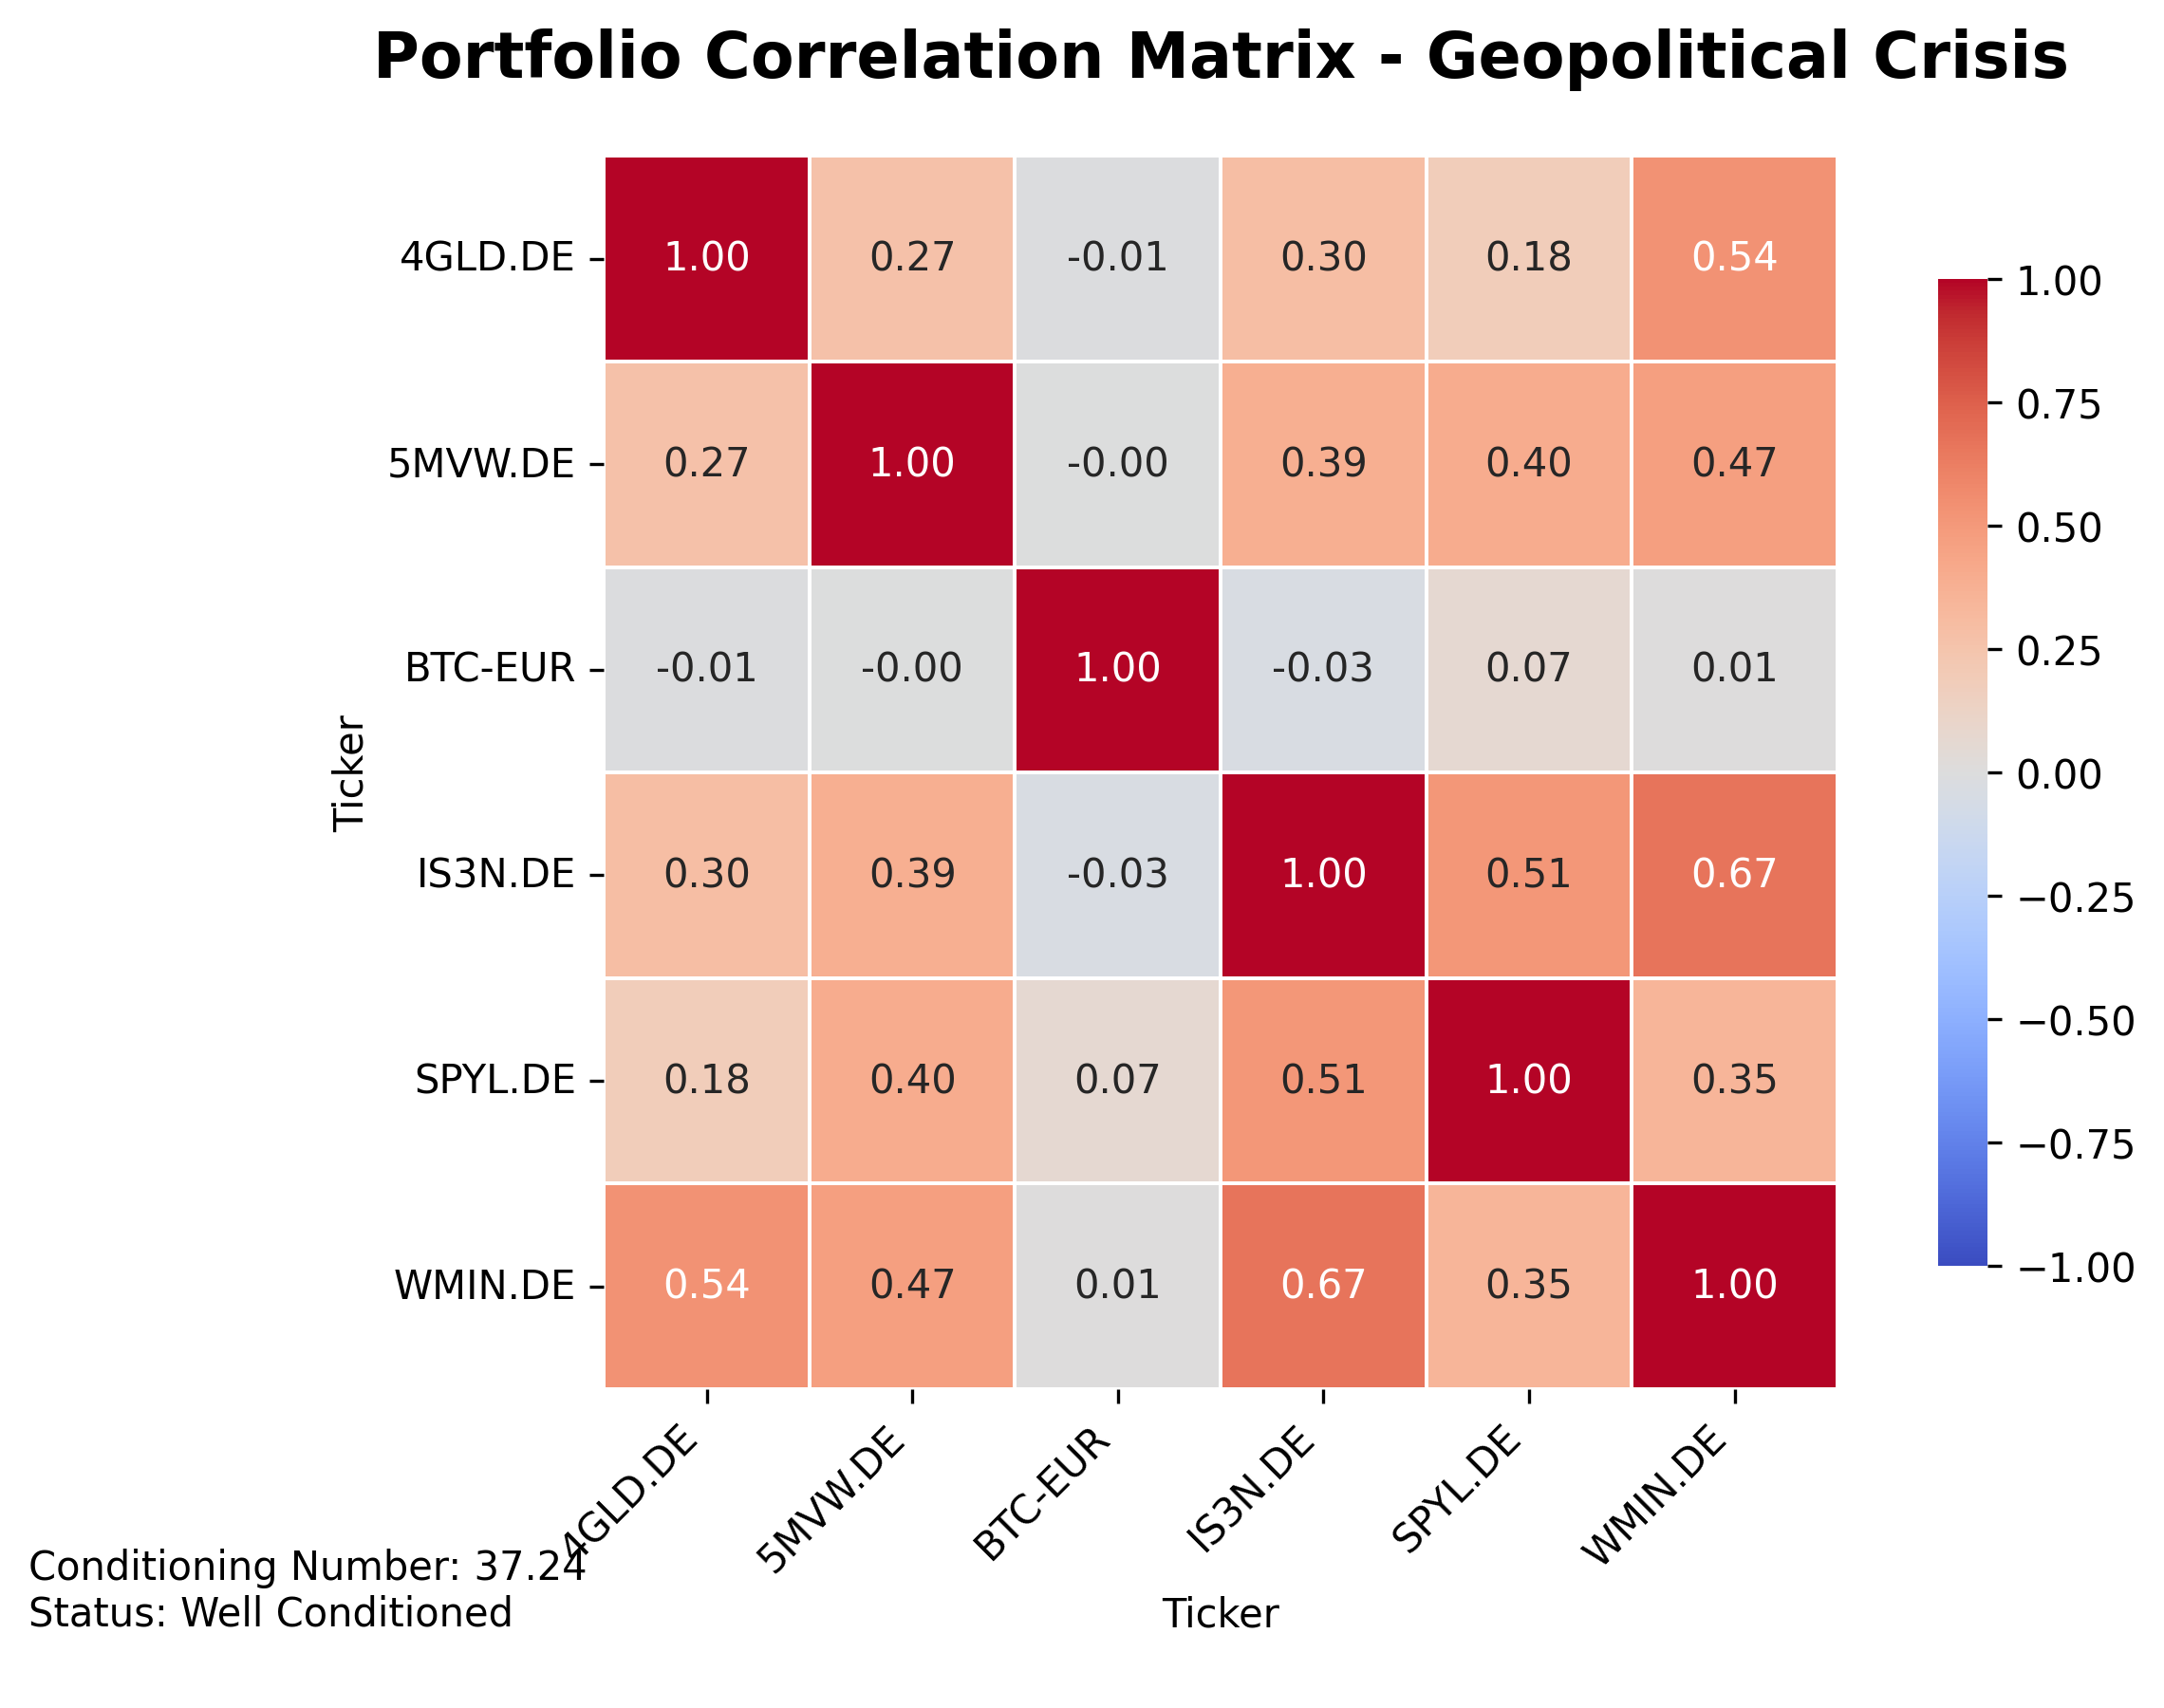 Portfolio Correlation Matrix - Geopolitical Crisis
4GLD.DE 1.00 0.27 -0.01 0.30 0.18 0.54
5MVW.DE 0.27 1.00 -0.00 0.39 0.40 0.47
BTC-EUR -0.01 -0.00 1.00 -0.03 0.07 0.01
IS3N.DE 0.30 0.39 -0.03 1.00 0.51 0.67
SPYL.DE 0.18 0.40 0.07 0.51 1.00 0.35
WMIN.DE 0.54 0.47 0.01 0.67 0.35 1.00
Ticker
4GLD.DE 5MVW.DE BTC-EUR IS3N.DE SPYL.DE WMIN.DE
Ticker
1.00
0.75
0.50
0.25
0.00
−0.25
−0.50
−0.75
−1.00
Conditioning Number: 37.24
Status: Well Conditioned